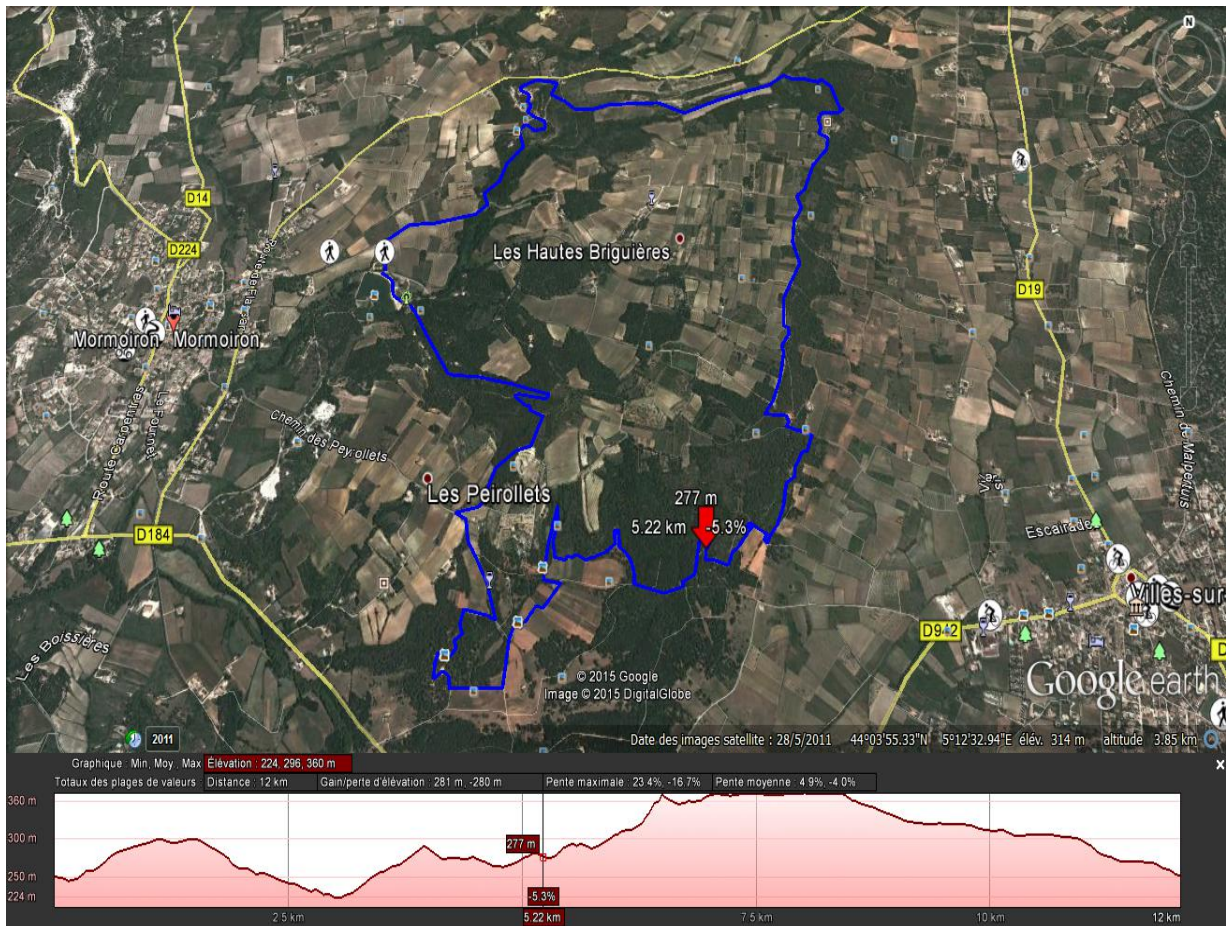 N
D14
D224
Les Hautes Briguières
D19
Mormoiron
Mormoiron
Chemin de Malpertuis
Chemin des Peyrollets
Route Carpentras
Les Peirollets
277 m
5.22 km -5.3%
Escairades
D184
Villes-sur-
D942
D
Les Boissières
© 2015 Google
Image © 2015 DigitalGlobe
Google earth
2011
Date des images satellite : 28/5/2011 44°03'55.33"N 5°12'32.94"E élév. 314 m altitude 3.85 km
Graphique : Min, Moy., Max Élévation : 224, 296, 360 m
Totaux des plages de valeurs : Distance : 12 km Gain/perte d'élévation : 281 m, -280 m Pente maximale : 23.4%, -16.7% Pente moyenne : 4.9%, -4.0%
360 m
300 m
277 m
250 m
224 m
-5.3%
2.5 km
5.22 km
7.5 km
10 km
12 km